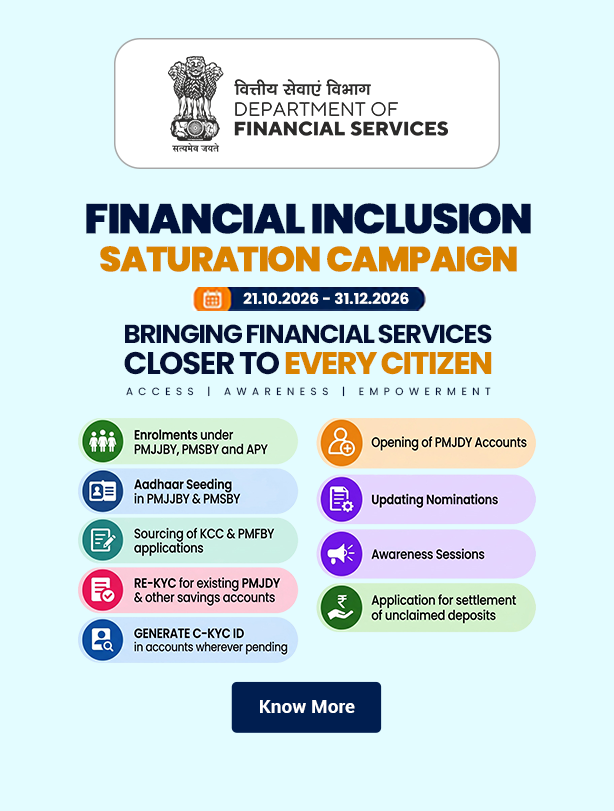 वित्तीय सेवाएं विभाग
DEPARTMENT OF
FINANCIAL SERVICES
सत्यमेव जयते
FINANCIAL INCLUSION
SATURATION CAMPAIGN
21.10.2026 - 31.12.2026
BRINGING FINANCIAL SERVICES
CLOSER TO EVERY CITIZEN
ACCESS | AWARENESS | EMPOWERMENT
Enrolments under
PMJJBY, PMSBY and APY
Aadhaar Seeding
in PMJJBY & PMSBY
Sourcing of KCC & PMFBY
applications
RE-KYC for existing PMJDY
& other savings accounts
GENERATE C-KYC ID
in accounts wherever pending
Opening of PMJDY Accounts
Updating Nominations
Awareness Sessions
₹
Application for settlement
of unclaimed deposits
Know More